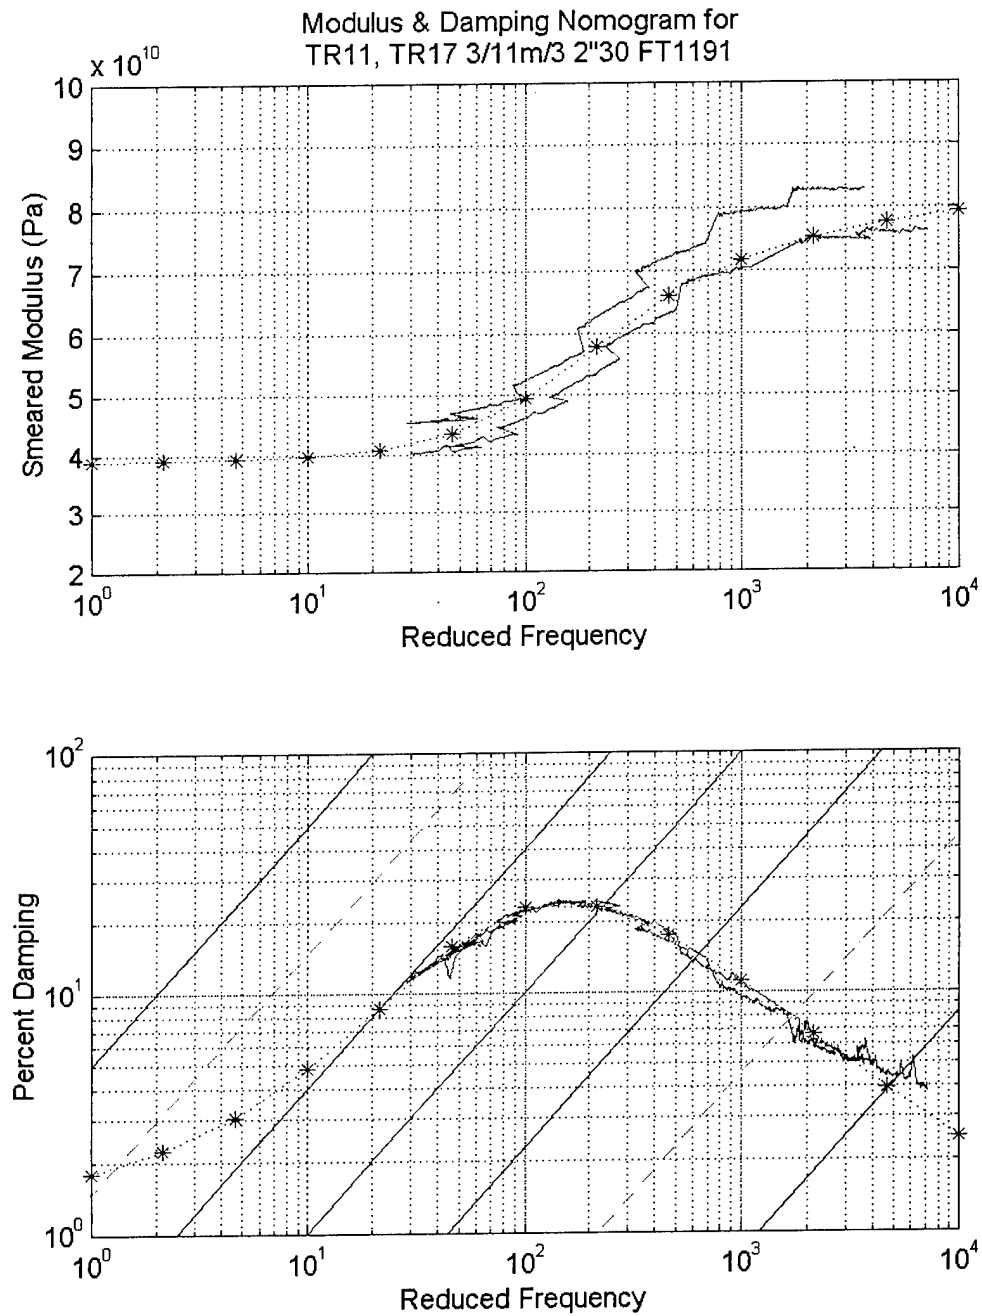 Modulus & Damping Nomogram for
TR11, TR17 3/11m/3 2"30 FT1191
x 10^10
10
9
8
7
6
5
4
3
2
Smeared Modulus (Pa)
10^0 10^1 10^2 10^3 10^4
Reduced Frequency
10^2
10^1
10^0
Percent Damping
10^0 10^1 10^2 10^3 10^4
Reduced Frequency